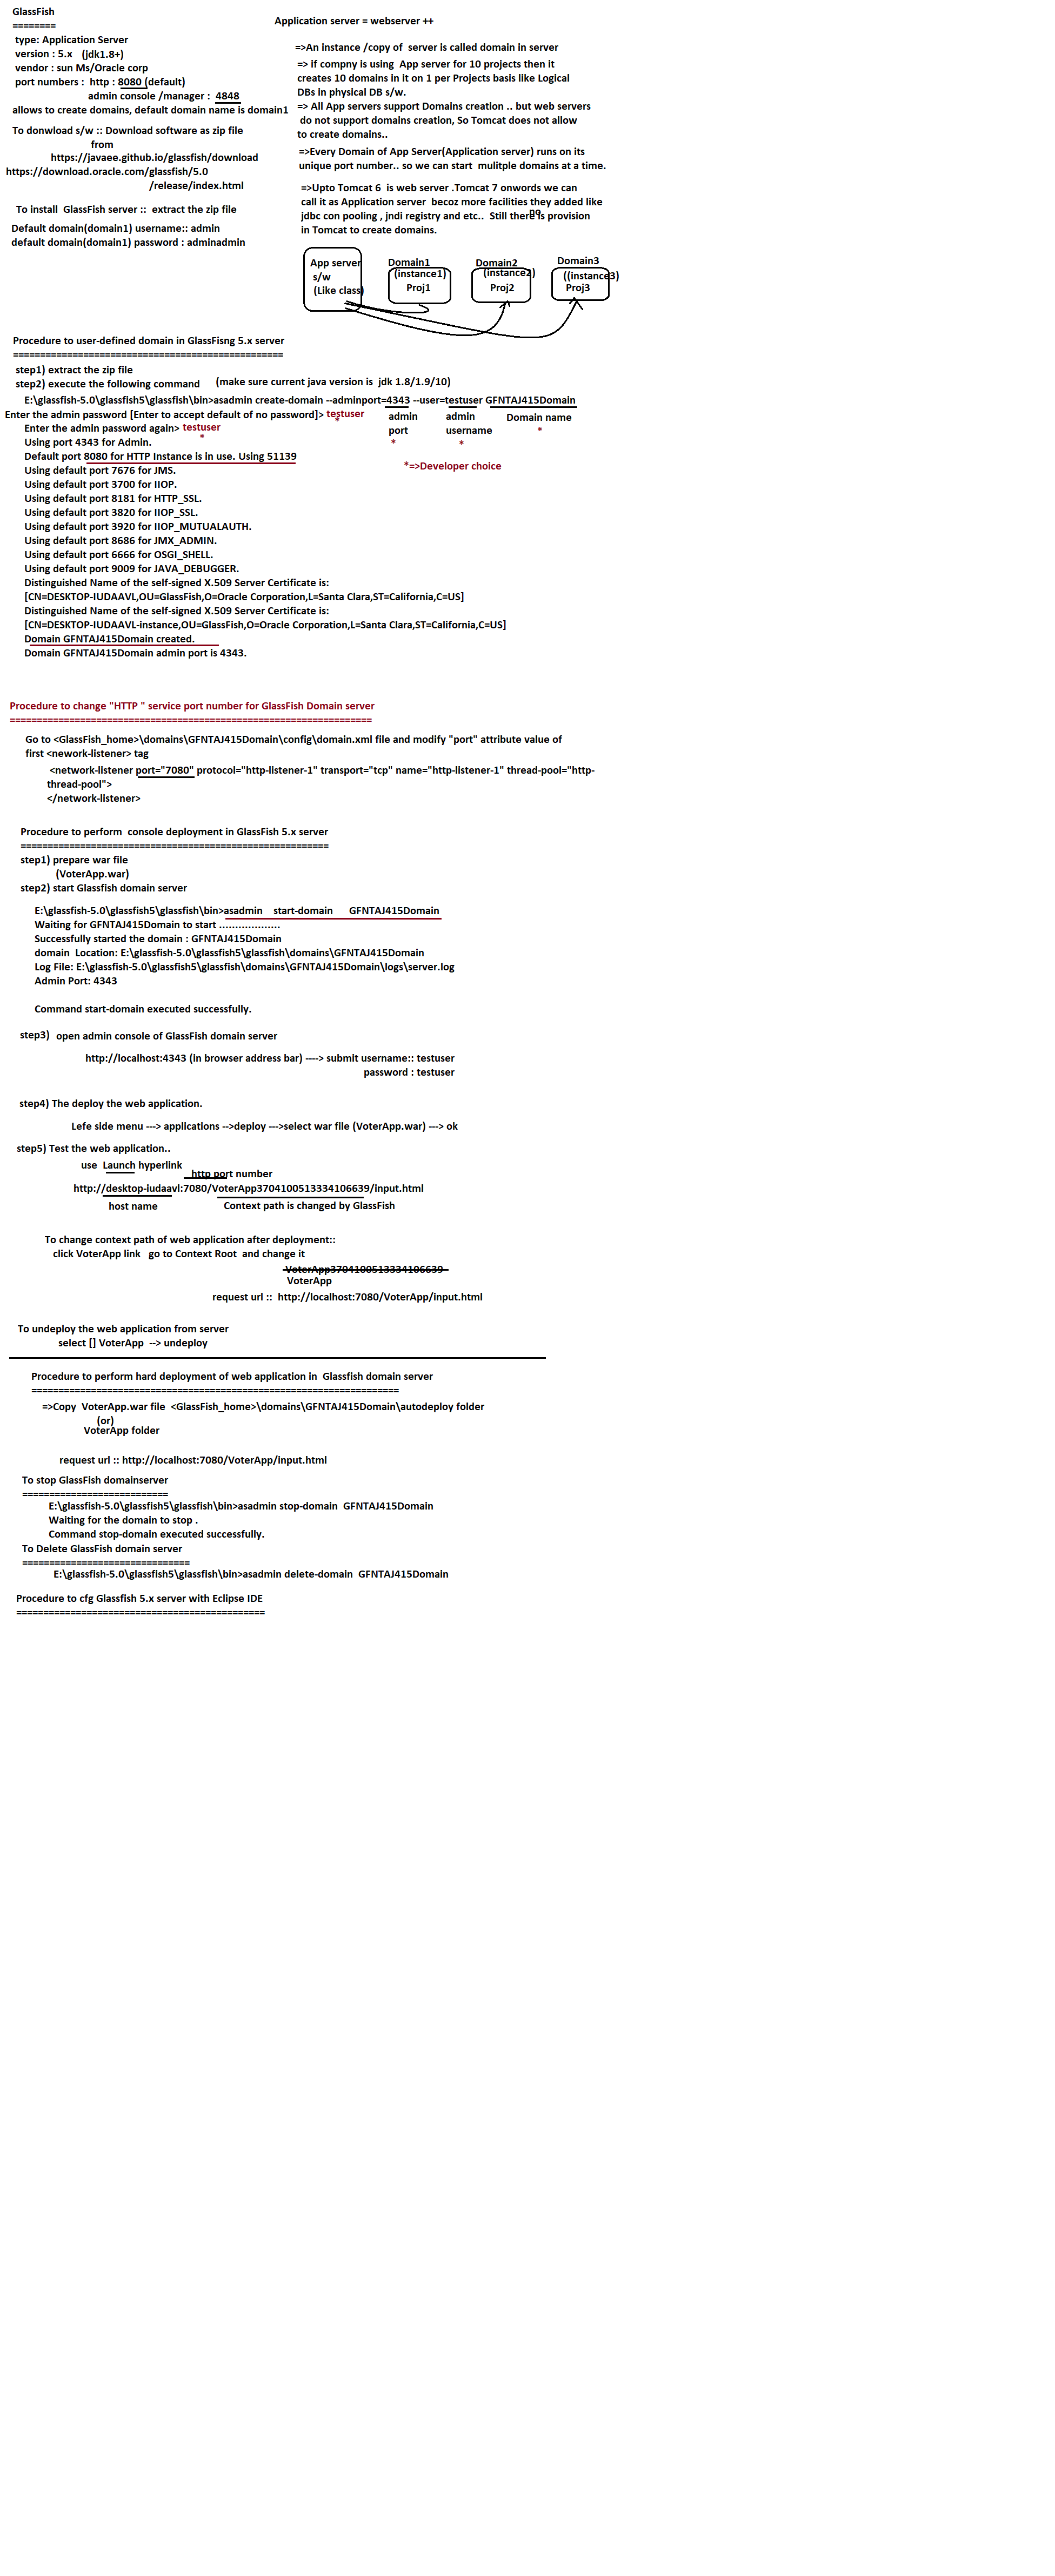 GlassFish
========
type: Application Server
version : 5.x (jdk1.8+)
vendor : sun Ms/Oracle corp
port numbers : http : 8080 (default)
admin console /manager : 4848
allows to create domains, default domain name is domain1
To donwload s/w :: Download software as zip file
from
https://javaee.github.io/glassfish/download
https://download.oracle.com/glassfish/5.0
/release/index.html
To install GlassFish server :: extract the zip file
Default domain(domain1) username:: admin
default domain(domain1) password : adminadmin
Application server = webserver ++
=>An instance /copy of server is called domain in server
=> if compny is using App server for 10 projects then it
creates 10 domains in it on 1 per Projects basis like Logical
DBs in physical DB s/w.
=> All App servers support Domains creation .. but web servers
do not support domains creation, So Tomcat does not allow
to create domains..
=>Every Domain of App Server(Application server) runs on its
unique port number.. so we can start mulitple domains at a time.
=>Upto Tomcat 6 is web server .Tomcat 7 onwords we can
call it as Application server becoz more facilities they added like
jdbc con pooling , jndi registry and etc.. Still there is provision
no
in Tomcat to create domains.
App server
s/w
(Like class)
Domain1
(instance1)
Proj1
Domain2
(instance2)
Proj2
Domain3
((instance3)
Proj3
Procedure to user-defined domain in GlassFisng 5.x server
==================================================
step1) extract the zip file
step2) execute the following command (make sure current java version is jdk 1.8/1.9/10)
E:\glassfish-5.0\glassfish5\glassfish\bin>asadmin create-domain --adminport=4343 --user=testuser GFNTAJ415Domain
Enter the admin password [Enter to accept default of no password]> testuser
*
admin
port
*
admin
username
*
Domain name
*
Enter the admin password again> testuser
*
Using port 4343 for Admin.
Default port 8080 for HTTP Instance is in use. Using 51139
*=>Developer choice
Using default port 7676 for JMS.
Using default port 3700 for IIOP.
Using default port 8181 for HTTP_SSL.
Using default port 3820 for IIOP_SSL.
Using default port 3920 for IIOP_MUTUALAUTH.
Using default port 8686 for JMX_ADMIN.
Using default port 6666 for OSGI_SHELL.
Using default port 9009 for JAVA_DEBUGGER.
Distinguished Name of the self-signed X.509 Server Certificate is:
[CN=DESKTOP-IUDAAVL,OU=GlassFish,O=Oracle Corporation,L=Santa Clara,ST=California,C=US]
Distinguished Name of the self-signed X.509 Server Certificate is:
[CN=DESKTOP-IUDAAVL-instance,OU=GlassFish,O=Oracle Corporation,L=Santa Clara,ST=California,C=US]
Domain GFNTAJ415Domain created.
Domain GFNTAJ415Domain admin port is 4343.
Procedure to change "HTTP " service port number for GlassFish Domain server
===================================================================
Go to <GlassFish_home>\domains\GFNTAJ415Domain\config\domain.xml file and modify "port" attribute value of
first <nework-listener> tag
<network-listener port="7080" protocol="http-listener-1" transport="tcp" name="http-listener-1" thread-pool="http-
thread-pool">
</network-listener>
Procedure to perform console deployment in GlassFish 5.x server
=========================================================
step1) prepare war file
(VoterApp.war)
step2) start Glassfish domain server
E:\glassfish-5.0\glassfish5\glassfish\bin>asadmin start-domain GFNTAJ415Domain
Waiting for GFNTAJ415Domain to start ...................
Successfully started the domain : GFNTAJ415Domain
domain Location: E:\glassfish-5.0\glassfish5\glassfish\domains\GFNTAJ415Domain
Log File: E:\glassfish-5.0\glassfish5\glassfish\domains\GFNTAJ415Domain\logs\server.log
Admin Port: 4343
Command start-domain executed successfully.
step3) open admin console of GlassFish domain server
http://localhost:4343 (in browser address bar) ----> submit username:: testuser
password : testuser
step4) The deploy the web application.
Lefe side menu ---> applications -->deploy --->select war file (VoterApp.war) ---> ok
step5) Test the web application..
use Launch hyperlink
http port number
http://desktop-iudaavl:7080/VoterApp3704100513334106639/input.html
host name
Context path is changed by GlassFish
To change context path of web application after deployment::
click VoterApp link go to Context Root and change it
VoterApp3704100513334106639
VoterApp
request url :: http://localhost:7080/VoterApp/input.html
To undeploy the web application from server
select [] VoterApp --> undeploy
Procedure to perform hard deployment of web application in Glassfish domain server
====================================================================
=>Copy VoterApp.war file <GlassFish_home>\domains\GFNTAJ415Domain\autodeploy folder
(or)
VoterApp folder
request url :: http://localhost:7080/VoterApp/input.html
To stop GlassFish domainserver
===========================
E:\glassfish-5.0\glassfish5\glassfish\bin>asadmin stop-domain GFNTAJ415Domain
Waiting for the domain to stop .
Command stop-domain executed successfully.
To Delete GlassFish domain server
===============================
E:\glassfish-5.0\glassfish5\glassfish\bin>asadmin delete-domain GFNTAJ415Domain
Procedure to cfg Glassfish 5.x server with Eclipse IDE
==============================================